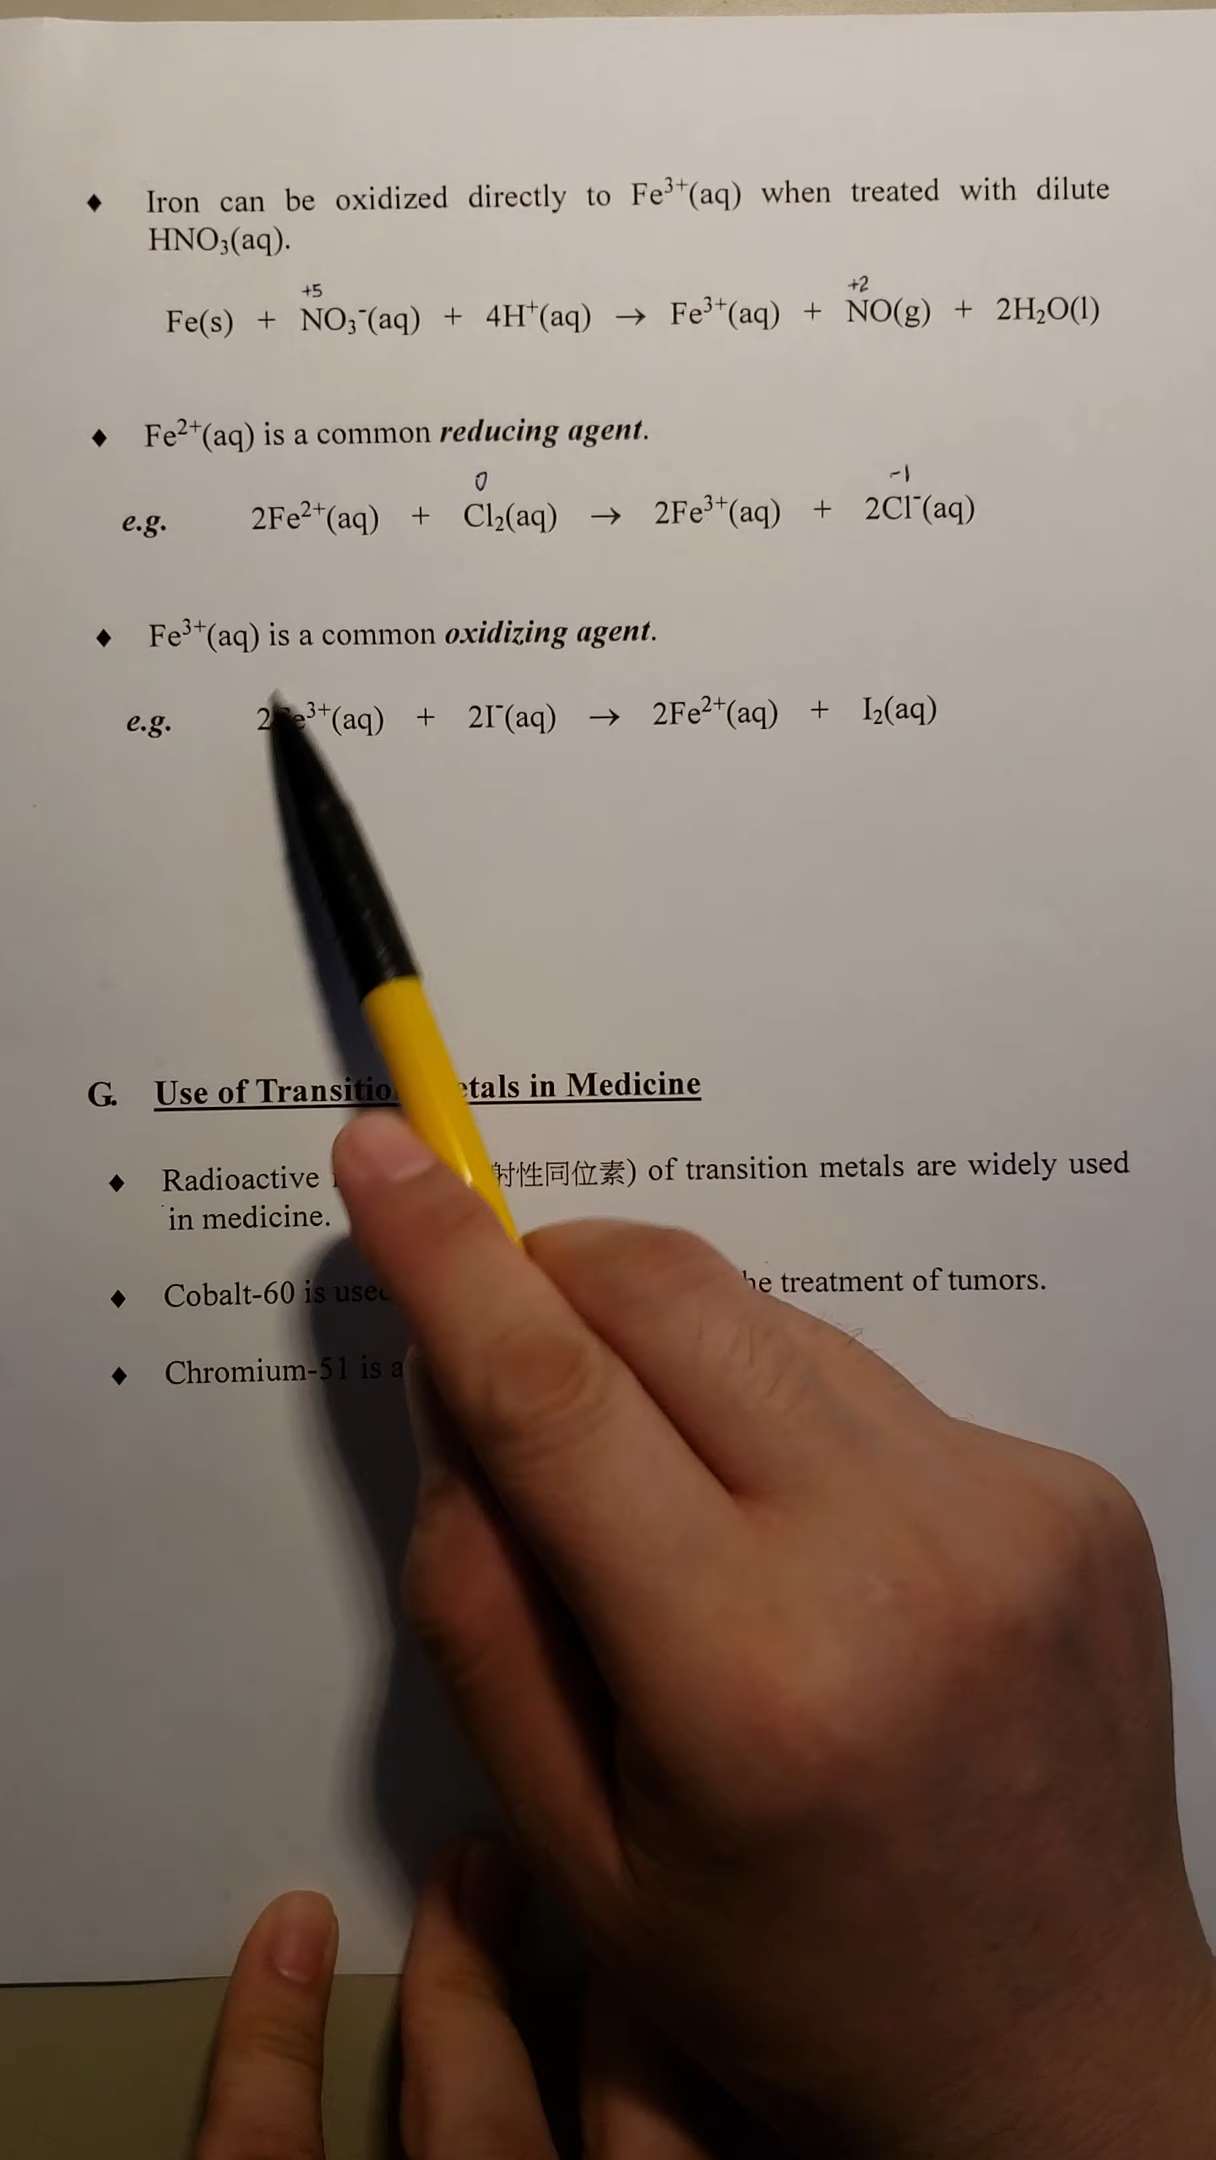 ♦ Iron can be oxidized directly to Fe³⁺(aq) when treated with dilute
HNO₃(aq).
+5 +2
Fe(s) + NO₃⁻(aq) + 4H⁺(aq) → Fe³⁺(aq) + NO(g) + 2H₂O(l)
♦ Fe²⁺(aq) is a common reducing agent.
0 -1
e.g. 2Fe²⁺(aq) + Cl₂(aq) → 2Fe³⁺(aq) + 2Cl⁻(aq)
♦ Fe³⁺(aq) is a common oxidizing agent.
e.g. 2Fe³⁺(aq) + 2I⁻(aq) → 2Fe²⁺(aq) + I₂(aq)
G. Use of Transition Metals in Medicine
♦ Radioactive 射性同位素) of transition metals are widely used
in medicine.
♦ Cobalt-60 is used the treatment of tumors.
♦ Chromium-51 is a